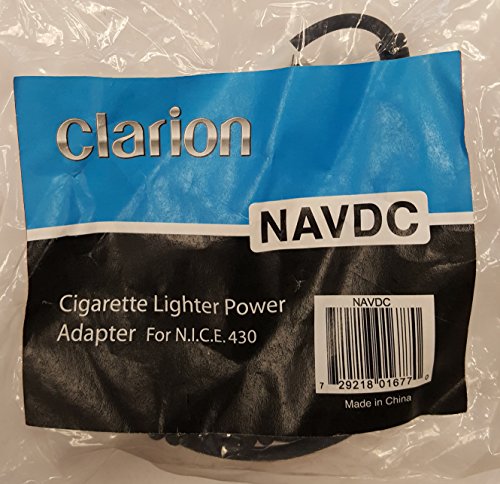 clarion
NAVDC
Cigarette Lighter Power
Adapter For N.I.C.E. 430
NAVDC
7 29218 01677 0
Made in China